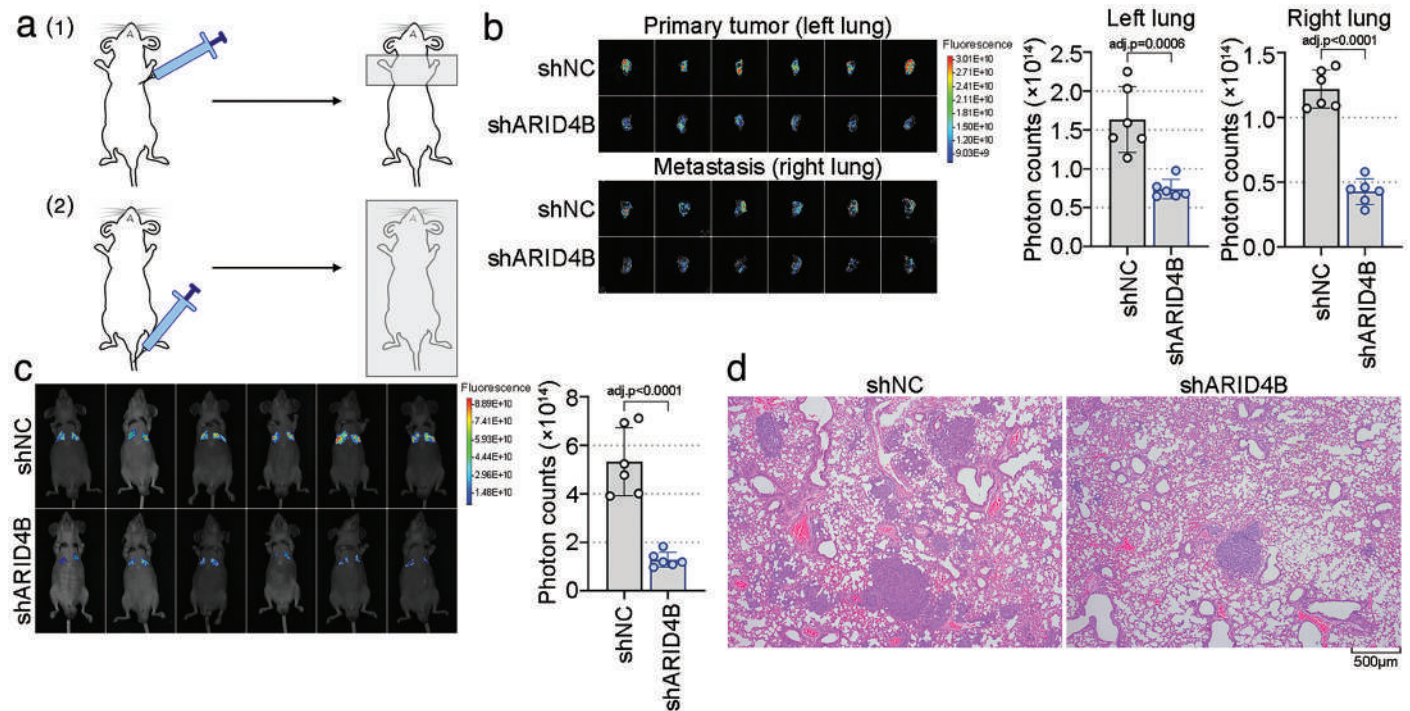 a
(1)
(2)
b
Primary tumor (left lung)
shNC
shARID4B
Metastasis (right lung)
shNC
shARID4B
Fluorescence
3.01E+10
2.71E+10
2.41E+10
2.11E+10
1.81E+10
1.50E+10
1.20E+10
9.03E+9
Left lung
adj.p=0.0006
Photon counts (×10¹⁴)
2.5
2.0
1.5
1.0
0.5
0.0
shNC
shARID4B
Right lung
adj.p<0.0001
Photon counts (×10¹⁴)
1.5
1.0
0.5
0.0
shNC
shARID4B
c
shNC
shARID4B
Fluorescence
8.89E+10
7.41E+10
5.93E+10
4.44E+10
2.96E+10
1.48E+10
adj.p<0.0001
Photon counts (×10¹⁴)
8
6
4
2
0
shNC
shARID4B
d
shNC
shARID4B
500μm